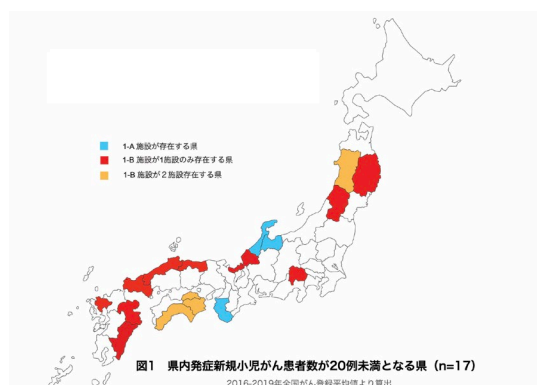 1-A 施設が存在する県
1-B 施設が1施設のみ存在する県
1-B 施設が２施設存在する県
図1 県内発症新規小児がん患者数が20例未満となる県（n=17）
2016-2019年全国がん登録平均値より算出